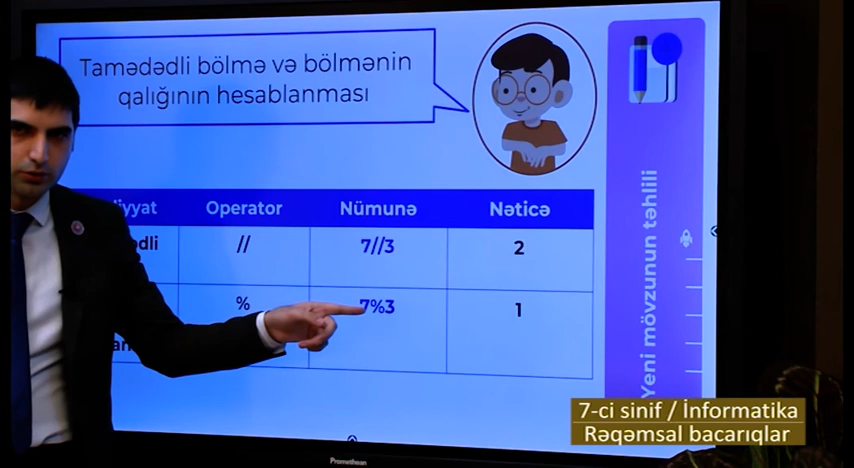 Tamədədli bölmə və bölmənin
qalığının hesablanması
Operator Nümunə Nəticə
// 7//3 2
% 7%3 1
Yeni mövzunun təhlili
7-ci sinif / İnformatika
Rəqəmsal bacarıqlar
Promethean